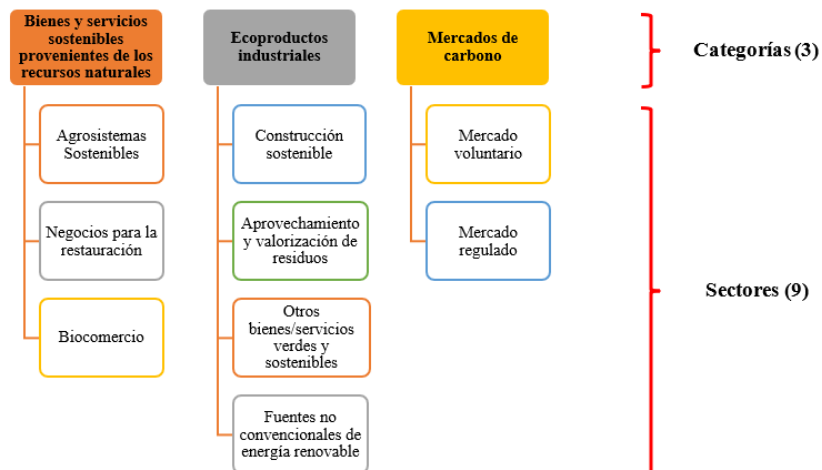 Bienes y servicios
sostenibles
provenientes de los
recursos naturales
Agrosistemas
Sostenibles
Negocios para la
restauración
Biocomercio
Ecoproductos
industriales
Construcción
sostenible
Aprovechamiento
y valorización de
residuos
Otros
bienes/servicios
verdes y
sostenibles
Fuentes no
convencionales de
energía renovable
Mercados de
carbono
Mercado
voluntario
Mercado
regulado
Categorías (3)
Sectores (9)